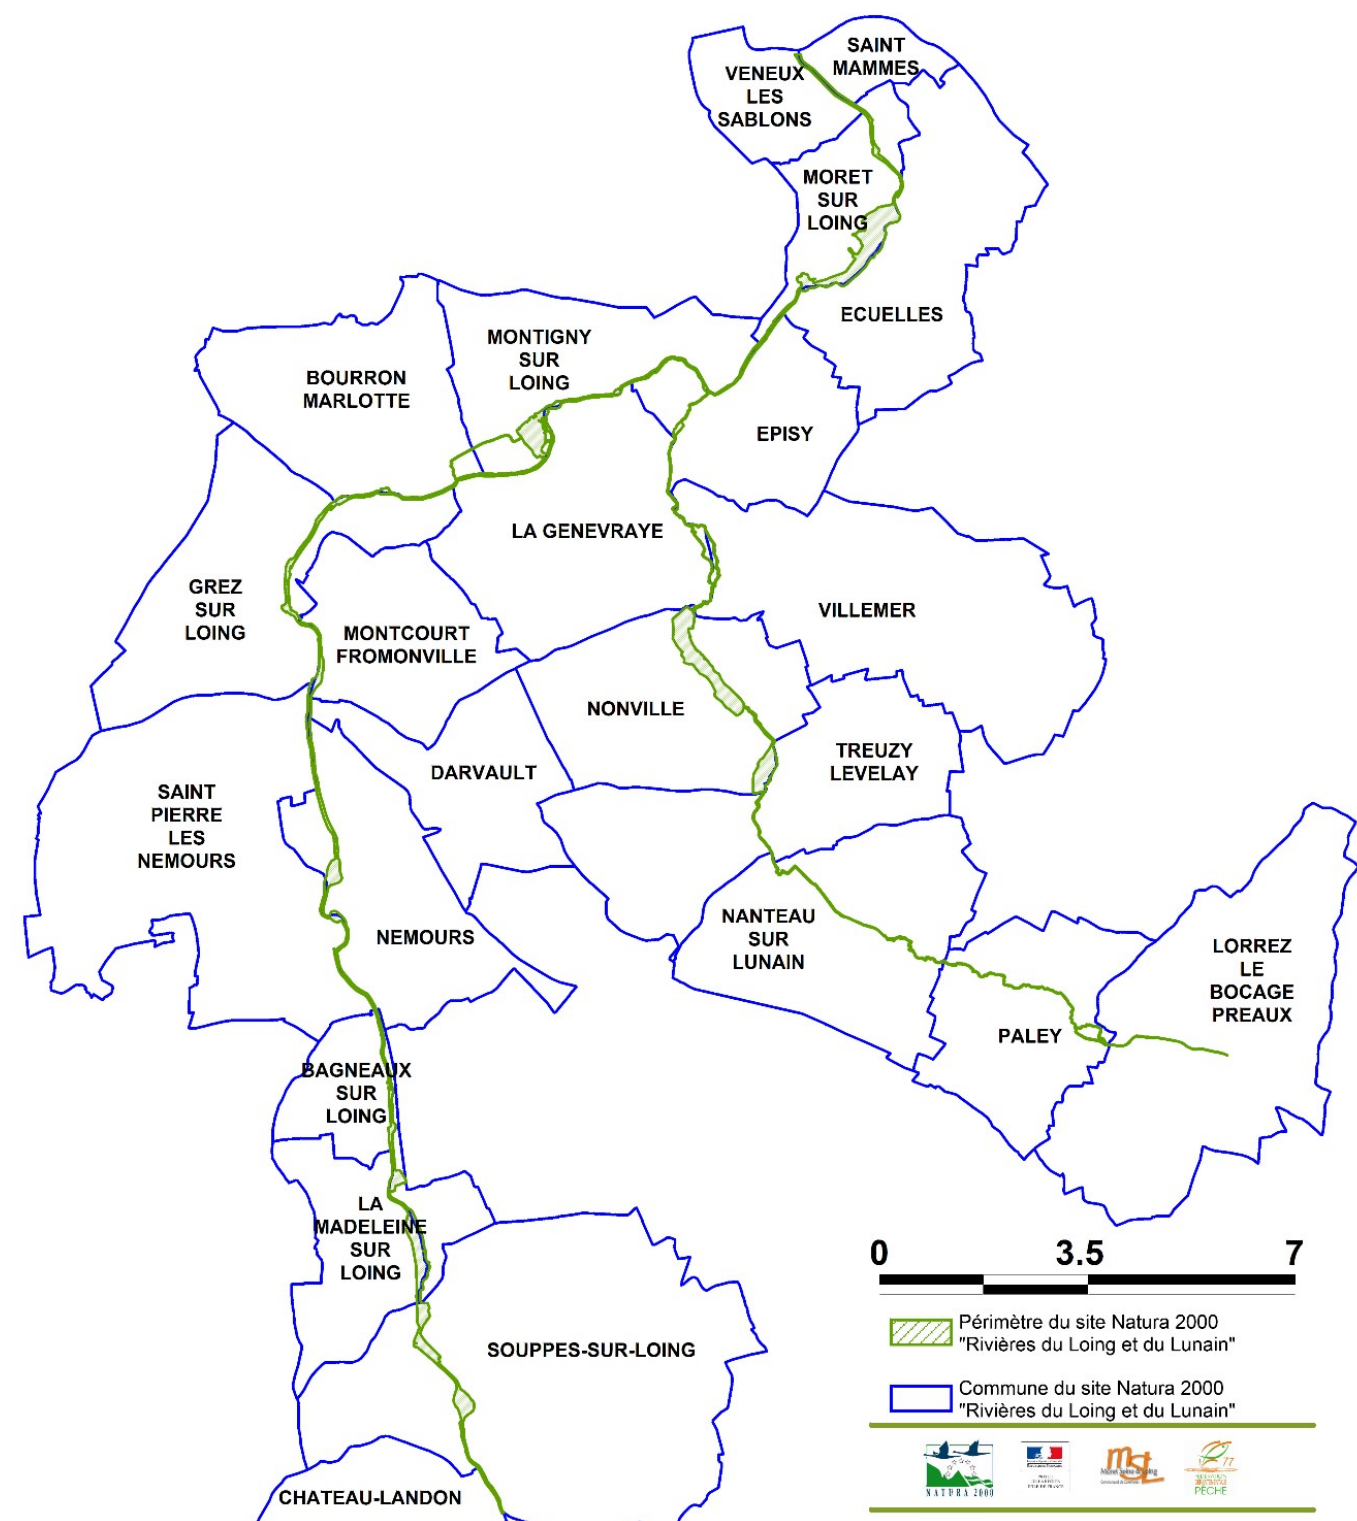 SAINT
MAMMES
VENEUX
LES
SABLONS
MORET
SUR
LOING
ECUELLES
MONTIGNY
SUR
LOING
BOURRON
MARLOTTE
EPISY
LA GENEVRAYE
GREZ
SUR
LOING
MONTCOURT
FROMONVILLE
VILLEMER
NONVILLE
TREUZY
LEVELAY
DARVAULT
SAINT
PIERRE
LES
NEMOURS
NEMOURS
NANTEAU
SUR
LUNAIN
LORREZ
LE
BOCAGE
PREAUX
PALEY
BAGNEAUX
SUR
LOING
LA
MADELEINE
SUR
LOING
SOUPPES-SUR-LOING
CHATEAU-LANDON
0 3.5 7
Périmètre du site Natura 2000
"Rivières du Loing et du Lunain"
Commune du site Natura 2000
"Rivières du Loing et du Lunain"
NATURA 2000
msl
77
PÊCHE